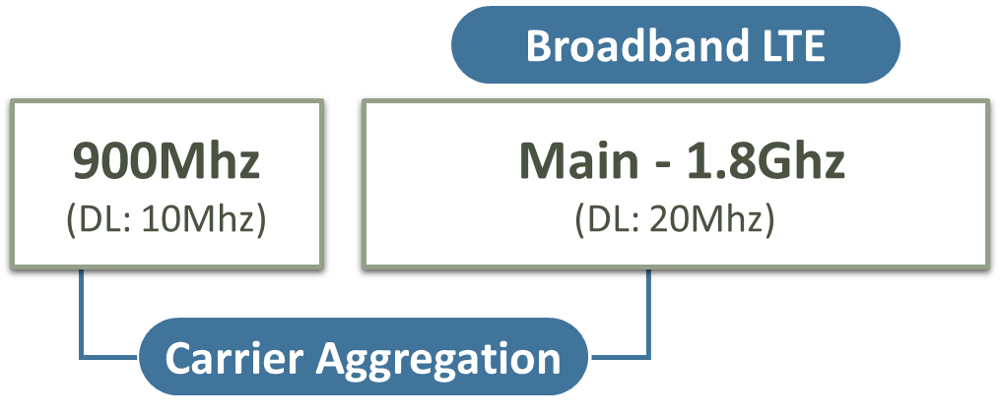 Broadband LTE
900Mhz
(DL: 10Mhz)
Main - 1.8Ghz
(DL: 20Mhz)
Carrier Aggregation